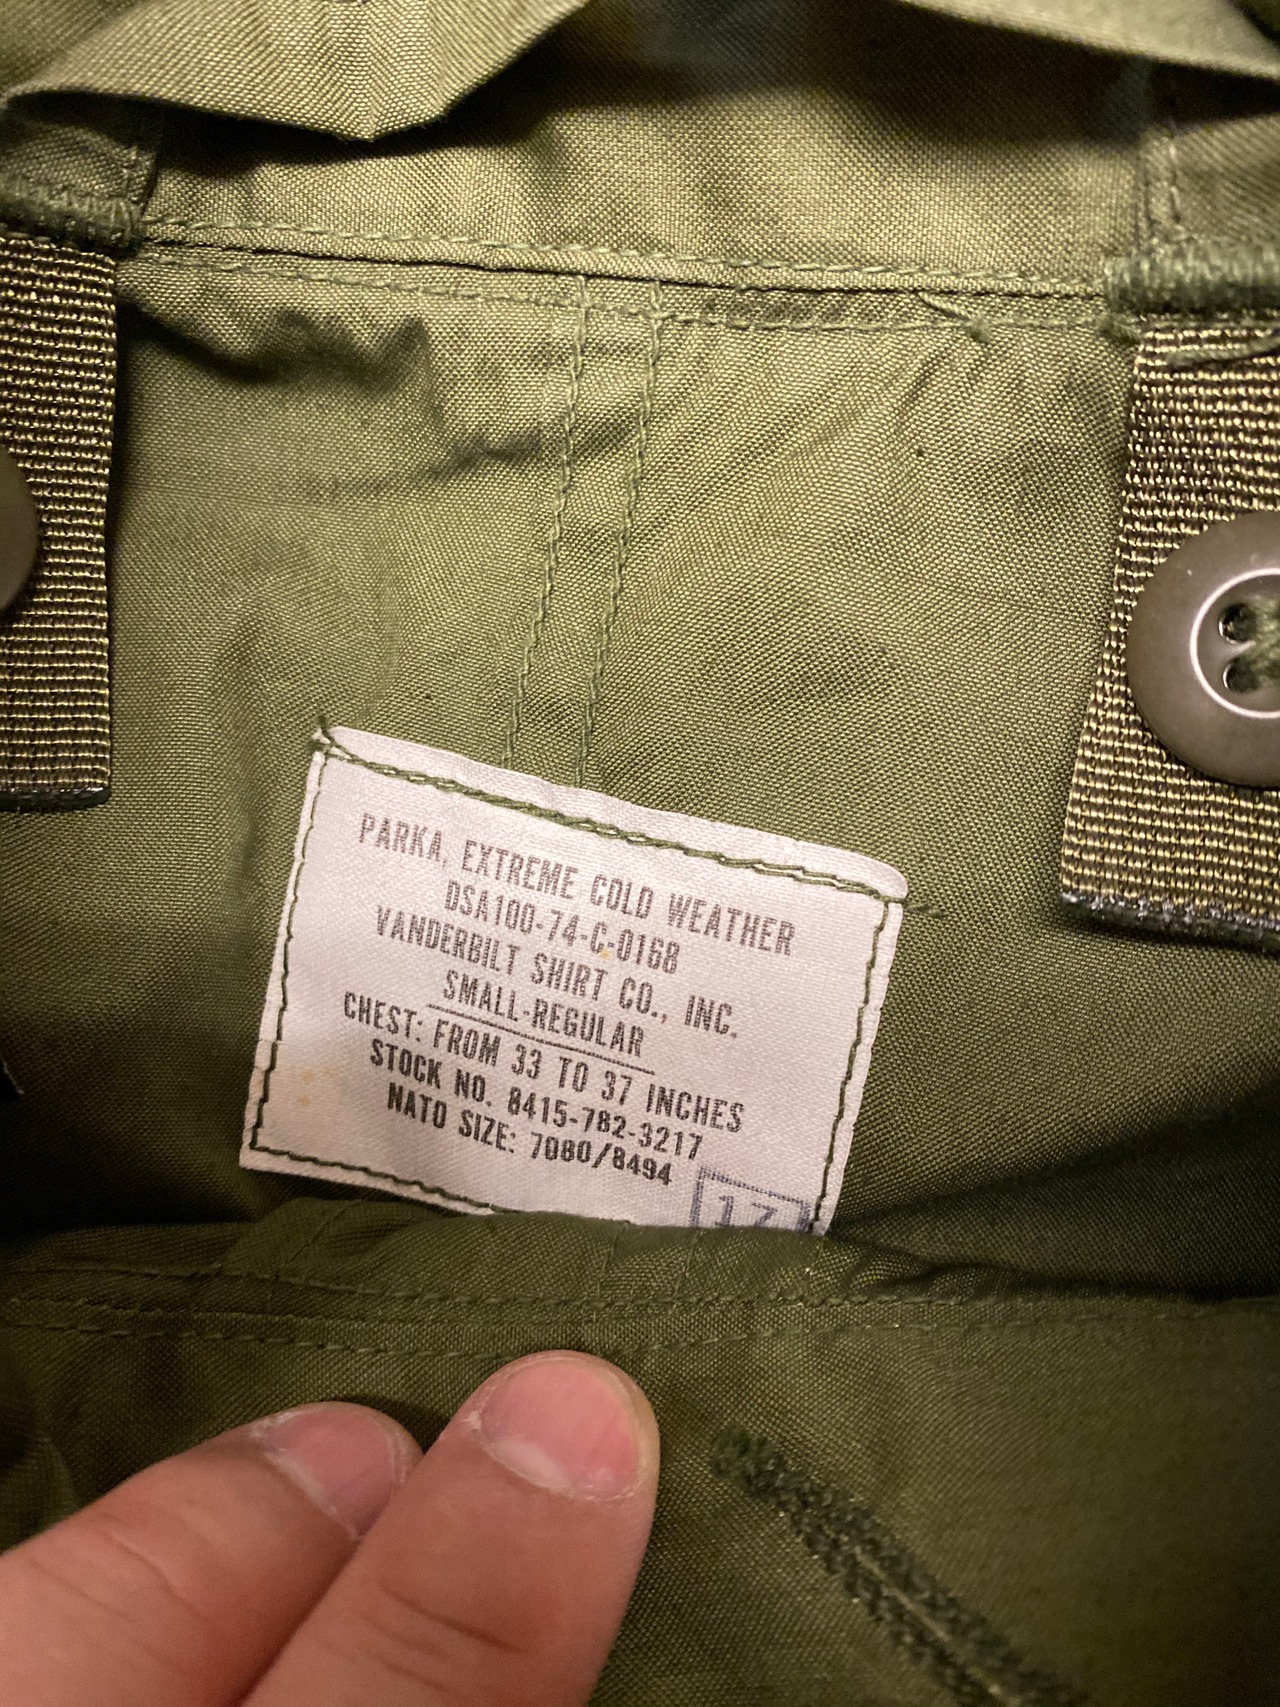 PARKA, EXTREME COLD WEATHER
DSA100-74-C-0168
VANDERBILT SHIRT CO., INC.
SMALL-REGULAR
CHEST: FROM 33 TO 37 INCHES
STOCK NO. 8415-782-3217
NATO SIZE: 7080/8494
17